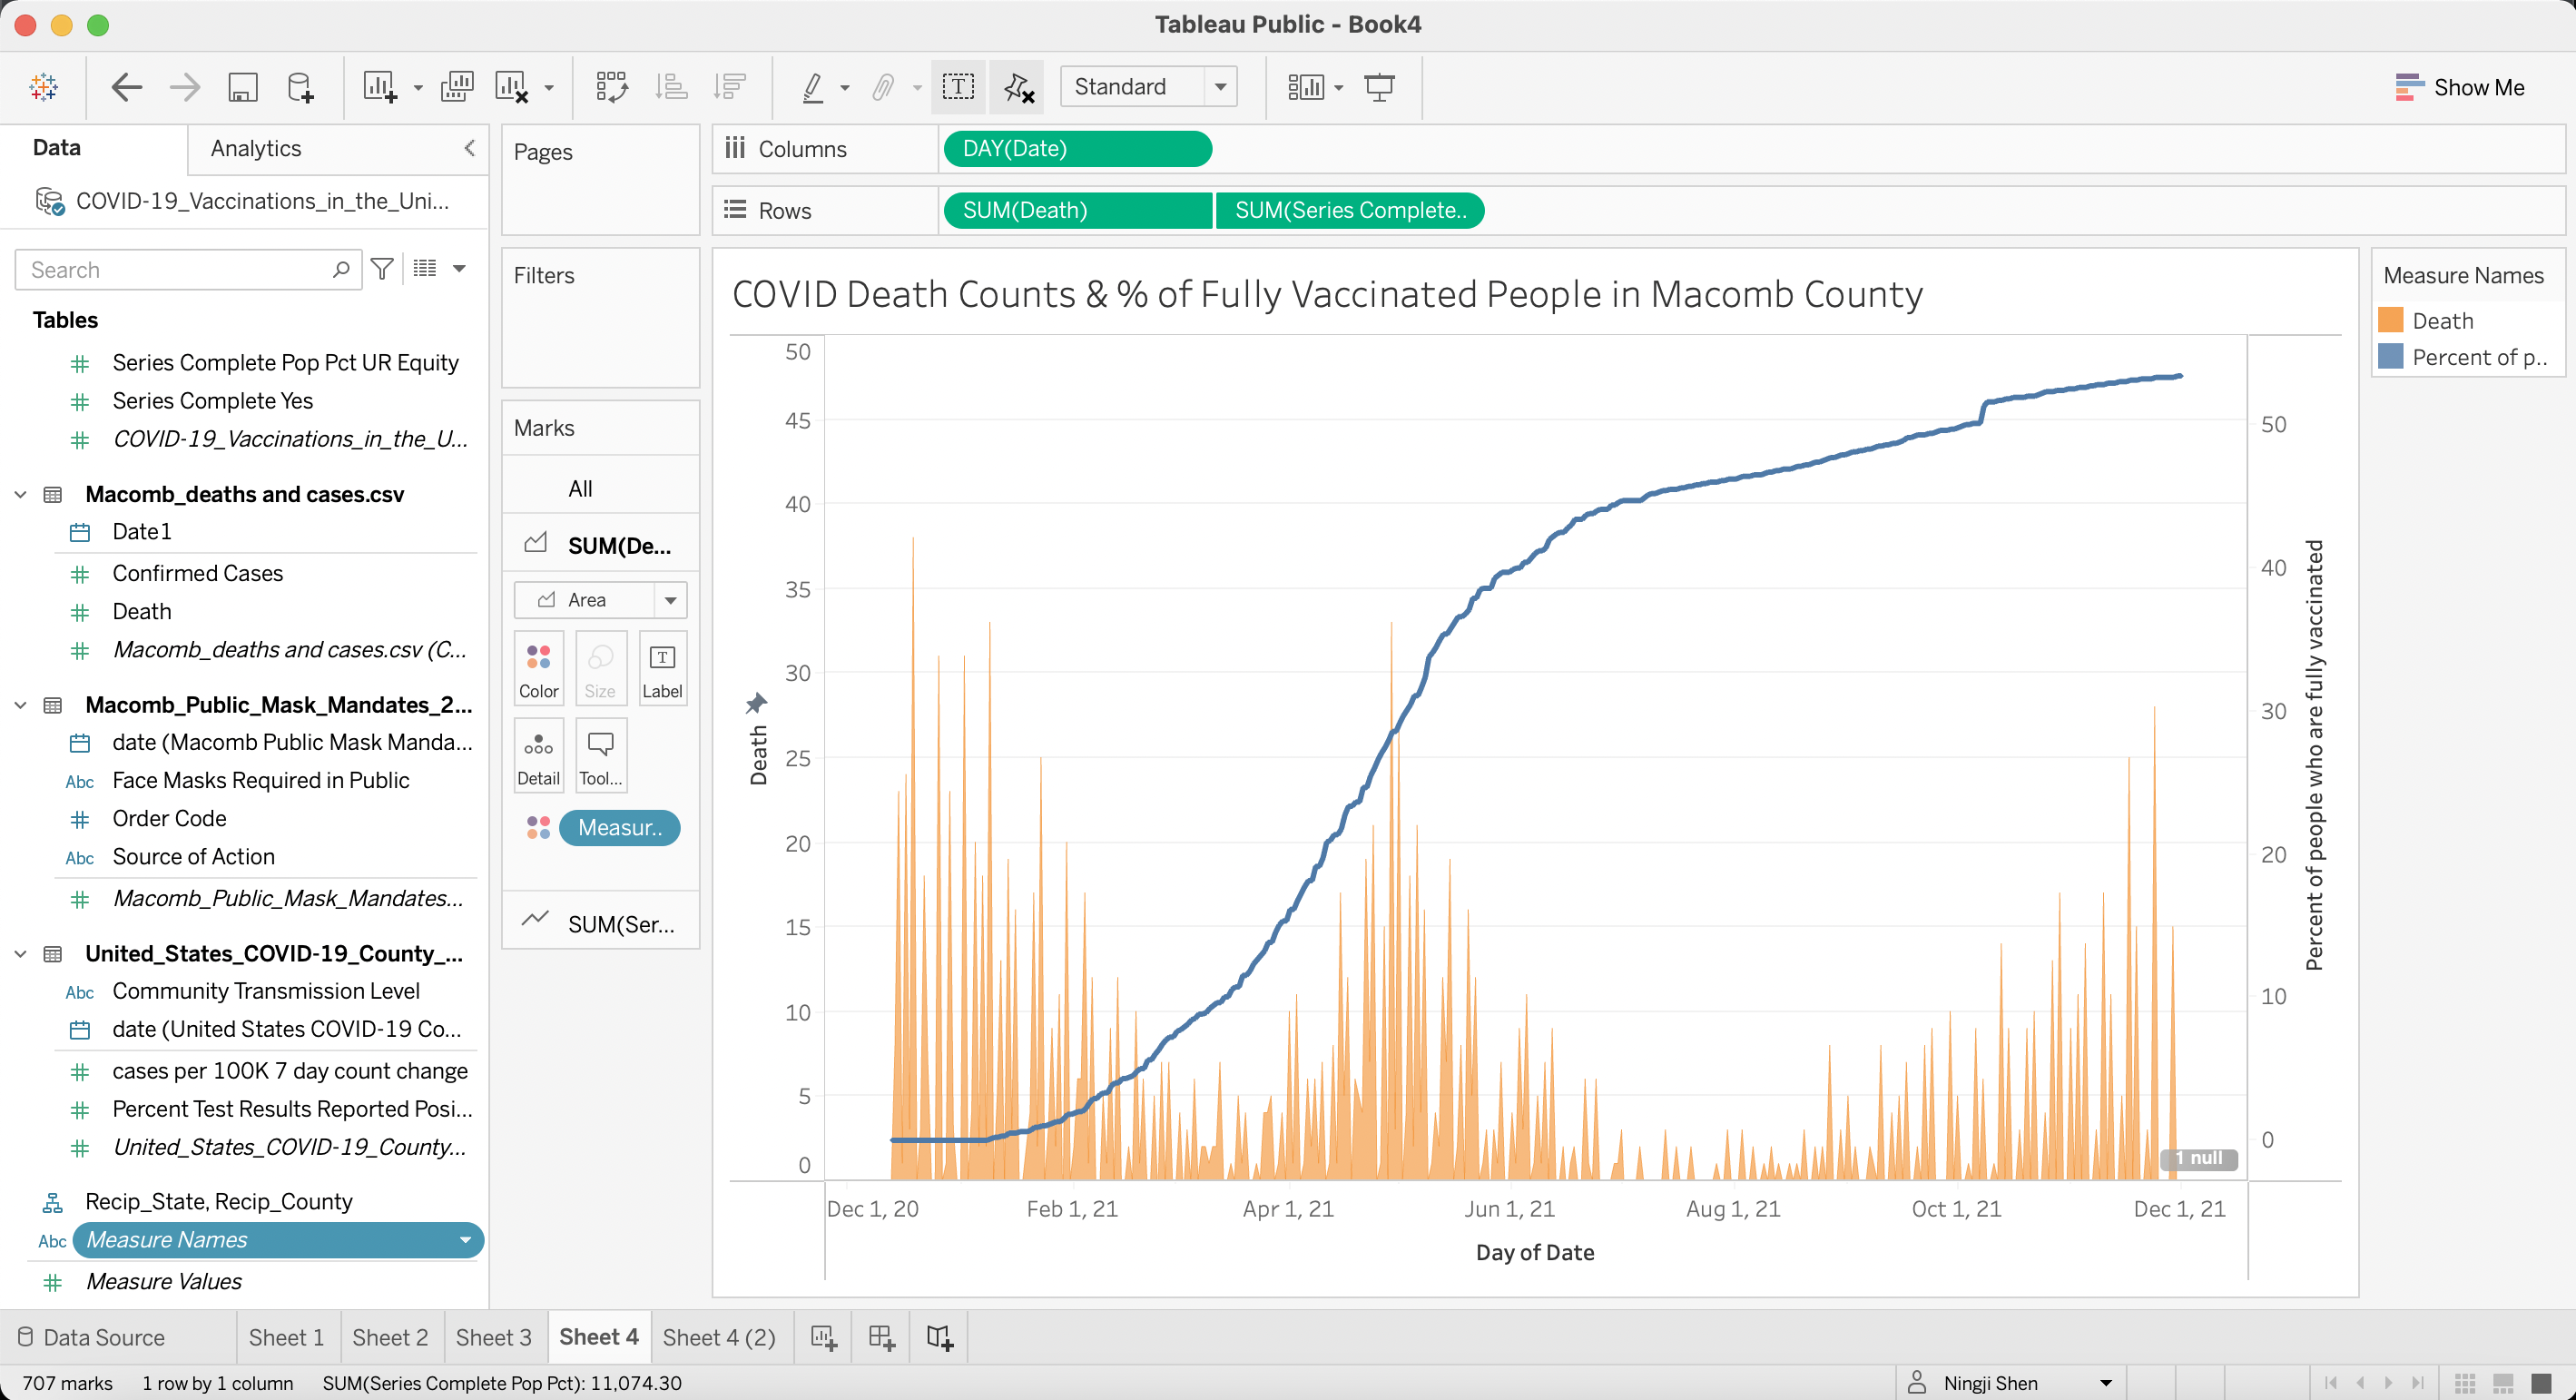 Tableau Public - Book4
Standard
Show Me
Data
Analytics
COVID-19_Vaccinations_in_the_Uni...
Search
Tables
Series Complete Pop Pct UR Equity
Series Complete Yes
COVID-19_Vaccinations_in_the_U...
Macomb_deaths and cases.csv
Date1
Confirmed Cases
Death
Macomb_deaths and cases.csv (C...
Macomb_Public_Mask_Mandates_2...
date (Macomb Public Mask Manda...
Abc Face Masks Required in Public
Order Code
Abc Source of Action
Macomb_Public_Mask_Mandates...
United_States_COVID-19_County_...
Abc Community Transmission Level
date (United States COVID-19 Co...
cases per 100K 7 day count change
Percent Test Results Reported Posi...
United_States_COVID-19_County...
Recip_State, Recip_County
Abc Measure Names
Measure Values
Pages
Filters
Marks
All
SUM(De...
Area
Color
Size
T
Label
Detail
Tool...
Measur..
SUM(Ser...
Columns
DAY(Date)
Rows
SUM(Death)
SUM(Series Complete..
COVID Death Counts & % of Fully Vaccinated People in Macomb County
50
45
40
35
30
25
20
15
10
5
0
Death
50
40
30
20
10
0
Percent of people who are fully vaccinated
1 null
Dec 1, 20
Feb 1, 21
Apr 1, 21
Jun 1, 21
Aug 1, 21
Oct 1, 21
Dec 1, 21
Day of Date
Measure Names
Death
Percent of p..
Data Source
Sheet 1
Sheet 2
Sheet 3
Sheet 4
Sheet 4 (2)
707 marks
1 row by 1 column
SUM(Series Complete Pop Pct): 11,074.30
Ningji Shen